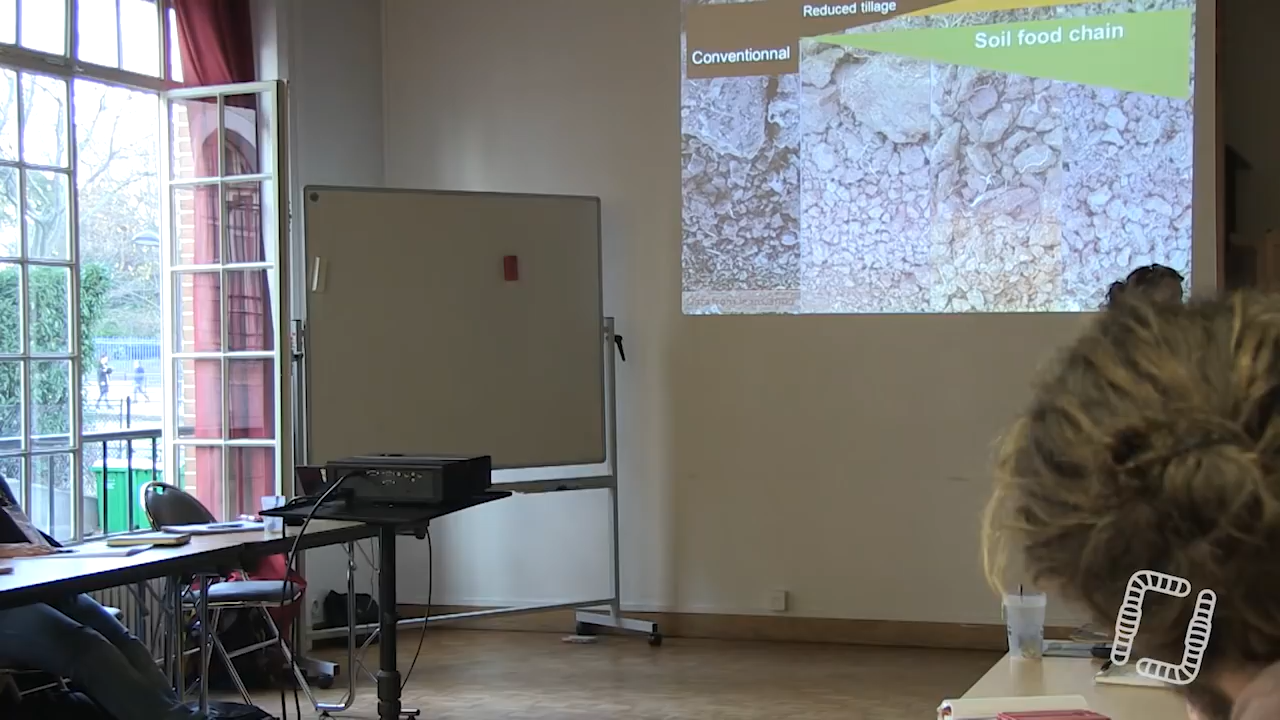 Reduced tillage
Conventionnal
Soil food chain